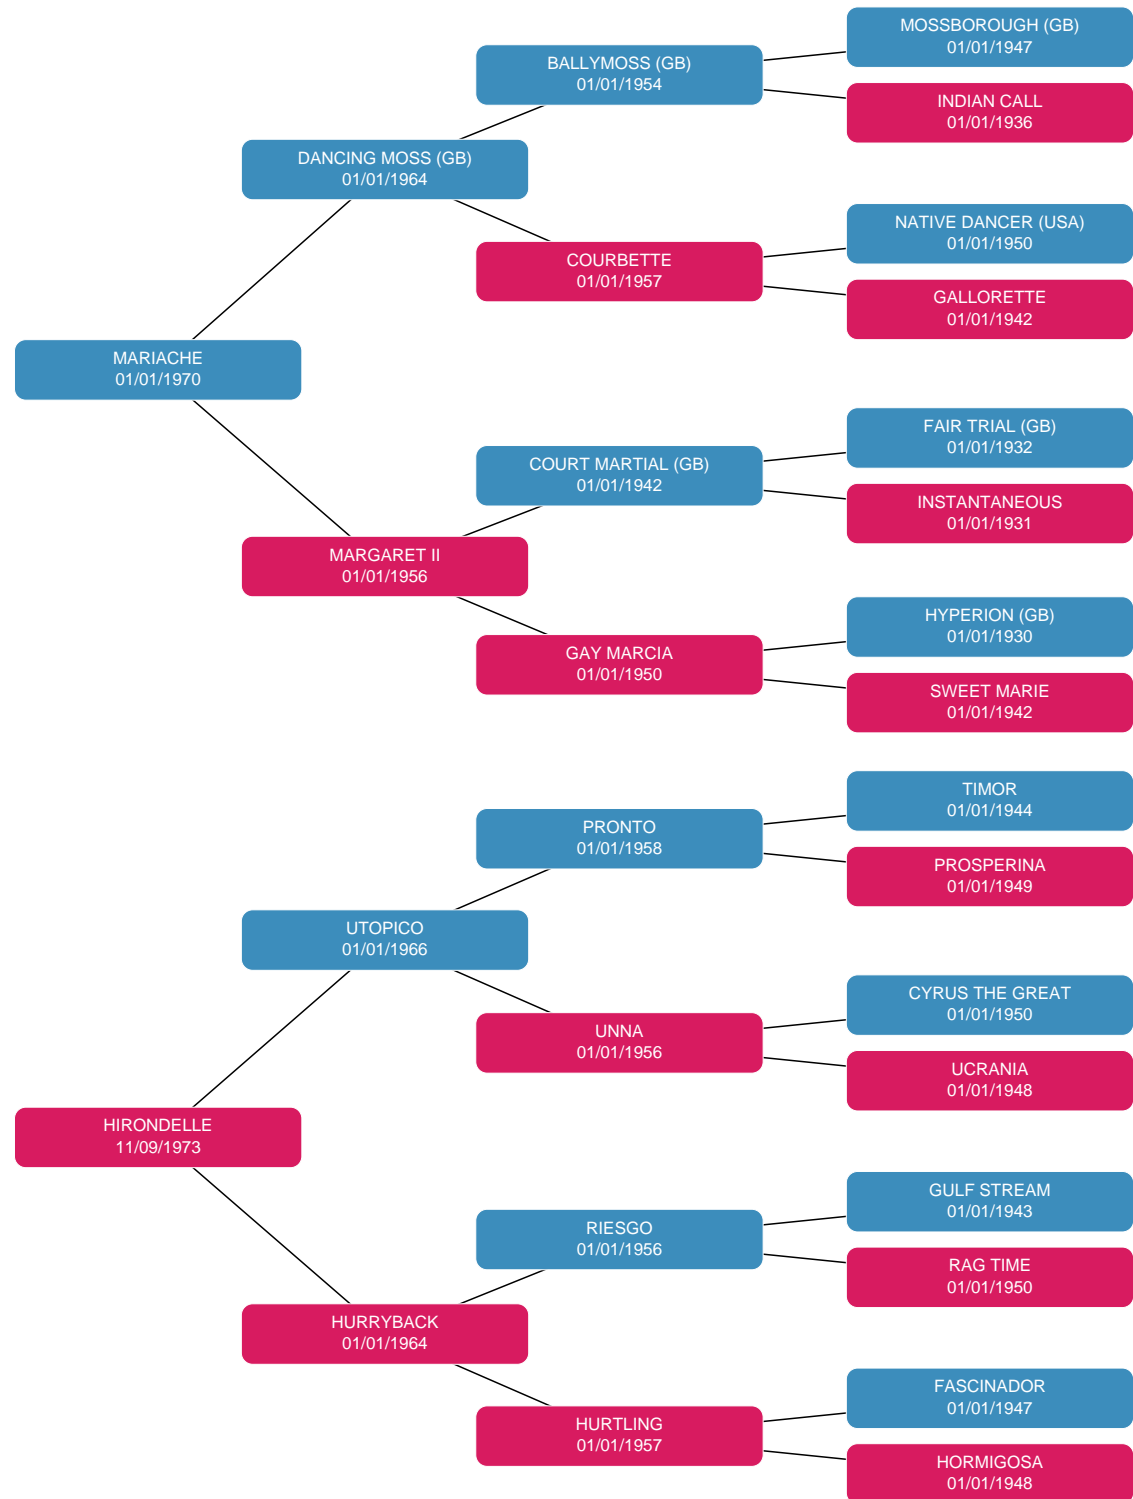 MOSSBOROUGH (GB)
01/01/1947
BALLYMOSS (GB)
01/01/1954
INDIAN CALL
01/01/1936
DANCING MOSS (GB)
01/01/1964
NATIVE DANCER (USA)
01/01/1950
COURBETTE
01/01/1957
GALLORETTE
01/01/1942
MARIACHE
01/01/1970
FAIR TRIAL (GB)
01/01/1932
COURT MARTIAL (GB)
01/01/1942
INSTANTANEOUS
01/01/1931
MARGARET II
01/01/1956
HYPERION (GB)
01/01/1930
GAY MARCIA
01/01/1950
SWEET MARIE
01/01/1942
TIMOR
01/01/1944
PRONTO
01/01/1958
PROSPERINA
01/01/1949
UTOPICO
01/01/1966
CYRUS THE GREAT
01/01/1950
UNNA
01/01/1956
UCRANIA
01/01/1948
HIRONDELLE
11/09/1973
GULF STREAM
01/01/1943
RIESGO
01/01/1956
RAG TIME
01/01/1950
HURRYBACK
01/01/1964
FASCINADOR
01/01/1947
HURTLING
01/01/1957
HORMIGOSA
01/01/1948